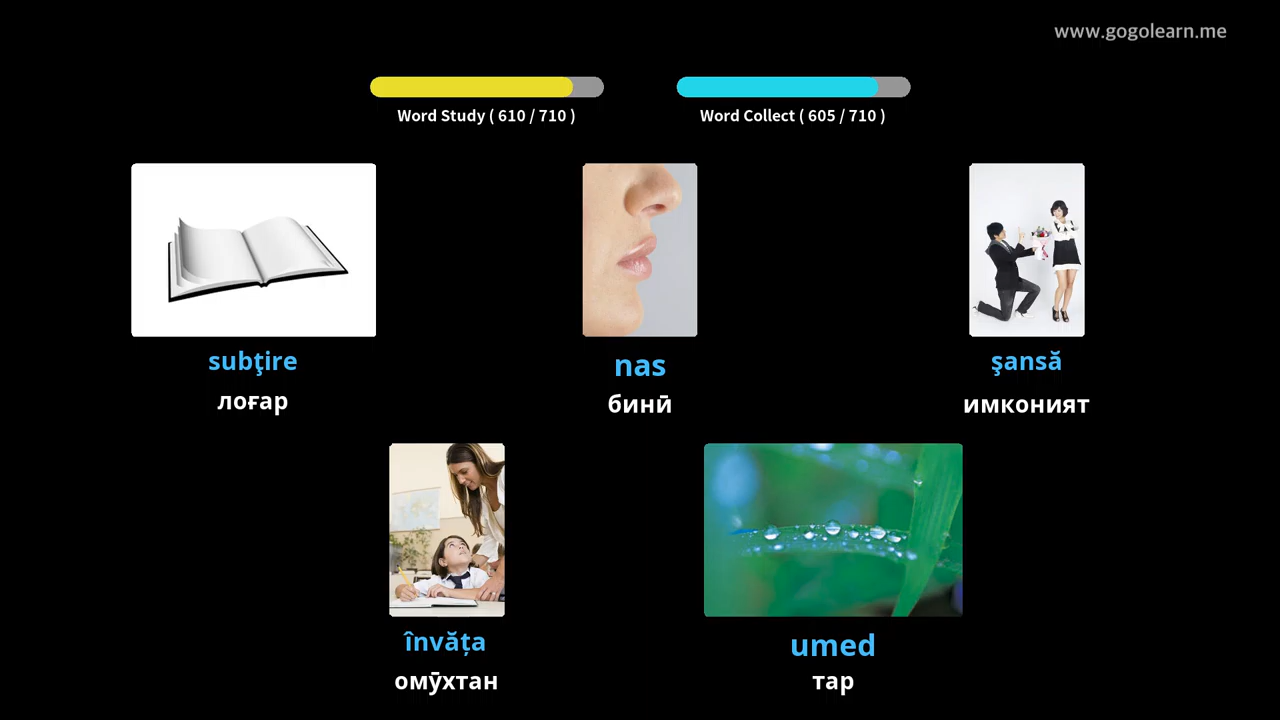 www.gogolearn.me
Word Study ( 610 / 710 )
Word Collect ( 605 / 710 )
subţire
лоғар
nas
бинӣ
şansă
имконият
învăța
омӯхтан
umed
тар